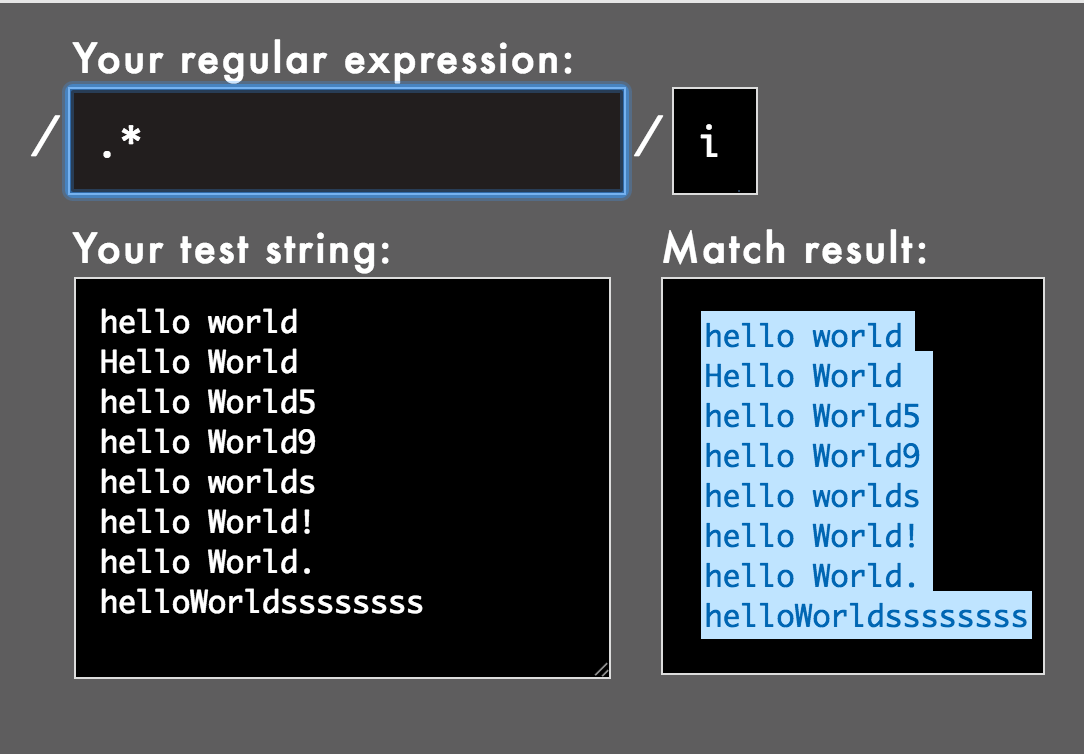 Your regular expression:
/ .* / i
Your test string:
hello world
Hello World
hello World5
hello World9
hello worlds
hello World!
hello World.
helloWorldssssssss
Match result:
hello world
Hello World
hello World5
hello World9
hello worlds
hello World!
hello World.
helloWorldssssssss